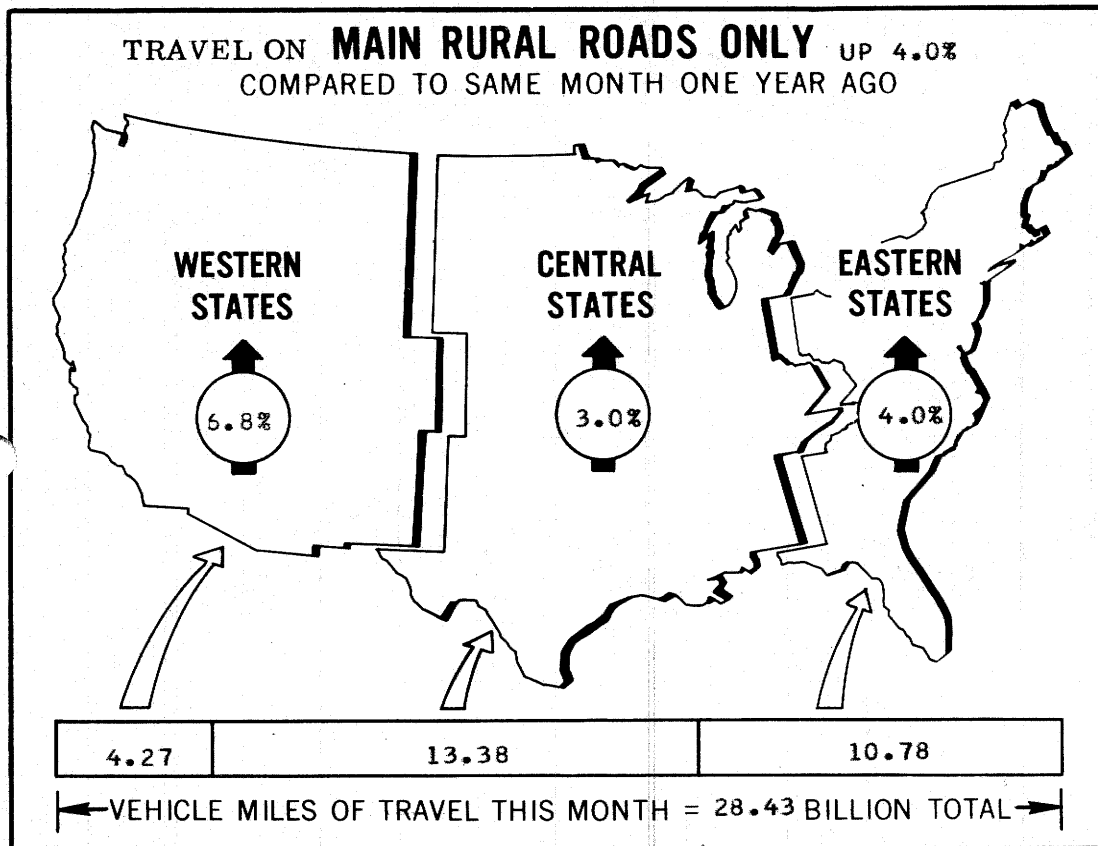 TRAVEL ON MAIN RURAL ROADS ONLY UP 4.0%
COMPARED TO SAME MONTH ONE YEAR AGO
WESTERN
STATES
6.8%
CENTRAL
STATES
3.0%
EASTERN
STATES
4.0%
4.27 13.38 10.78
VEHICLE MILES OF TRAVEL THIS MONTH = 28.43 BILLION TOTAL